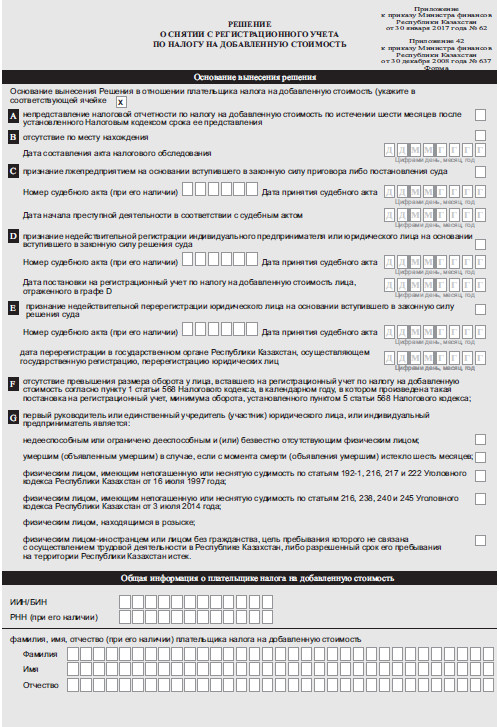 Приложение
к приказу Министра финансов
Республики Казахстан
от 30 января 2017 года № 62
Приложение 42
к приказу Министра финансов
Республики Казахстан
от 30 декабря 2008 года № 637
Форма
РЕШЕНИЕ
О СНЯТИИ С РЕГИСТРАЦИОННОГО УЧЕТА
ПО НАЛОГУ НА ДОБАВЛЕННУЮ СТОИМОСТЬ
Основание вынесения решения
Основание вынесения Решения в отношении плательщика налога на добавленную стоимость (укажите в
соответствующей ячейке X
A непредставление налоговой отчетности по налогу на добавленную стоимость по истечении шести месяцев после
установленного Налоговым кодексом срока ее представления
B отсутствие по месту нахождения
Дата составления акта налогового обследования Д Д М М Г Г Г Г
Цифрами день, месяц, год
C признание лжепредприятием на основании вступившего в законную силу приговора либо постановления суда
Номер судебного акта (при его наличии) Дата принятия судебного акта Д Д М М Г Г Г Г
Цифрами день, месяц, год
Дата начала преступной деятельности в соответствии с судебным актом Д Д М М Г Г Г Г
Цифрами день, месяц, год
D признание недействительной регистрации индивидуального предпринимателя или юридического лица на основании
вступившего в законную силу решения суда
Номер судебного акта (при его наличии) Дата принятия судебного акта Д Д М М Г Г Г Г
Цифрами день, месяц, год
Дата постановки на регистрационный учет по налогу на добавленную стоимость лица,
отраженного в графе D Д Д М М Г Г Г Г
Цифрами день, месяц, год
E признание недействительной перерегистрации юридического лица на основании вступившего в законную силу
решения суда
Номер судебного акта (при его наличии) Дата принятия судебного акта Д Д М М Г Г Г Г
Цифрами день, месяц, год
дата перерегистрации в государственном органе Республики Казахстан, осуществляющем
государственную регистрацию, перерегистрацию юридических лиц Д Д М М Г Г Г Г
Цифрами день, месяц, год
F отсутствие превышения размера оборота у лица, вставшего на регистрационный учет по налогу на добавленную
стоимость согласно пункту 1 статьи 568 Налогового кодекса, в календарном году, в котором произведена такая
постановка на регистрационный учет, минимума оборота, установленного пунктом 5 статьи 568 Налогового кодекса;
G первый руководитель или единственный учредитель (участник) юридического лица, или индивидуальный
предприниматель является:
недееспособным или ограничено дееспособным и (или) безвестно отсутствующим физическим лицом;
умершим (объявленным умершим) в случае, если с момента смерти (объявления умершим) истекло шесть месяцев;
физическим лицом, имеющим непогашенную или неснятую судимость по статьям 192-1, 216, 217 и 222 Уголовного
кодекса Республики Казахстан от 16 июля 1997 года;
физическим лицом, имеющим непогашенную или неснятую судимость по статьям 216, 238, 240 и 245 Уголовного
кодекса Республики Казахстан от 3 июля 2014 года;
физическим лицом, находящимся в розыске;
физическим лицом-иностранцем или лицом без гражданства, цель пребывания которого не связана
с осуществлением трудовой деятельности в Республике Казахстан, либо разрешенный срок его пребывания
на территории Республики Казахстан истек.
Общая информация о плательщике налога на добавленную стоимость
ИИН/БИН
РНН (при его наличии)
фамилия, имя, отчество (при его наличии) плательщика налога на добавленную стоимость
Фамилия
Имя
Отчество